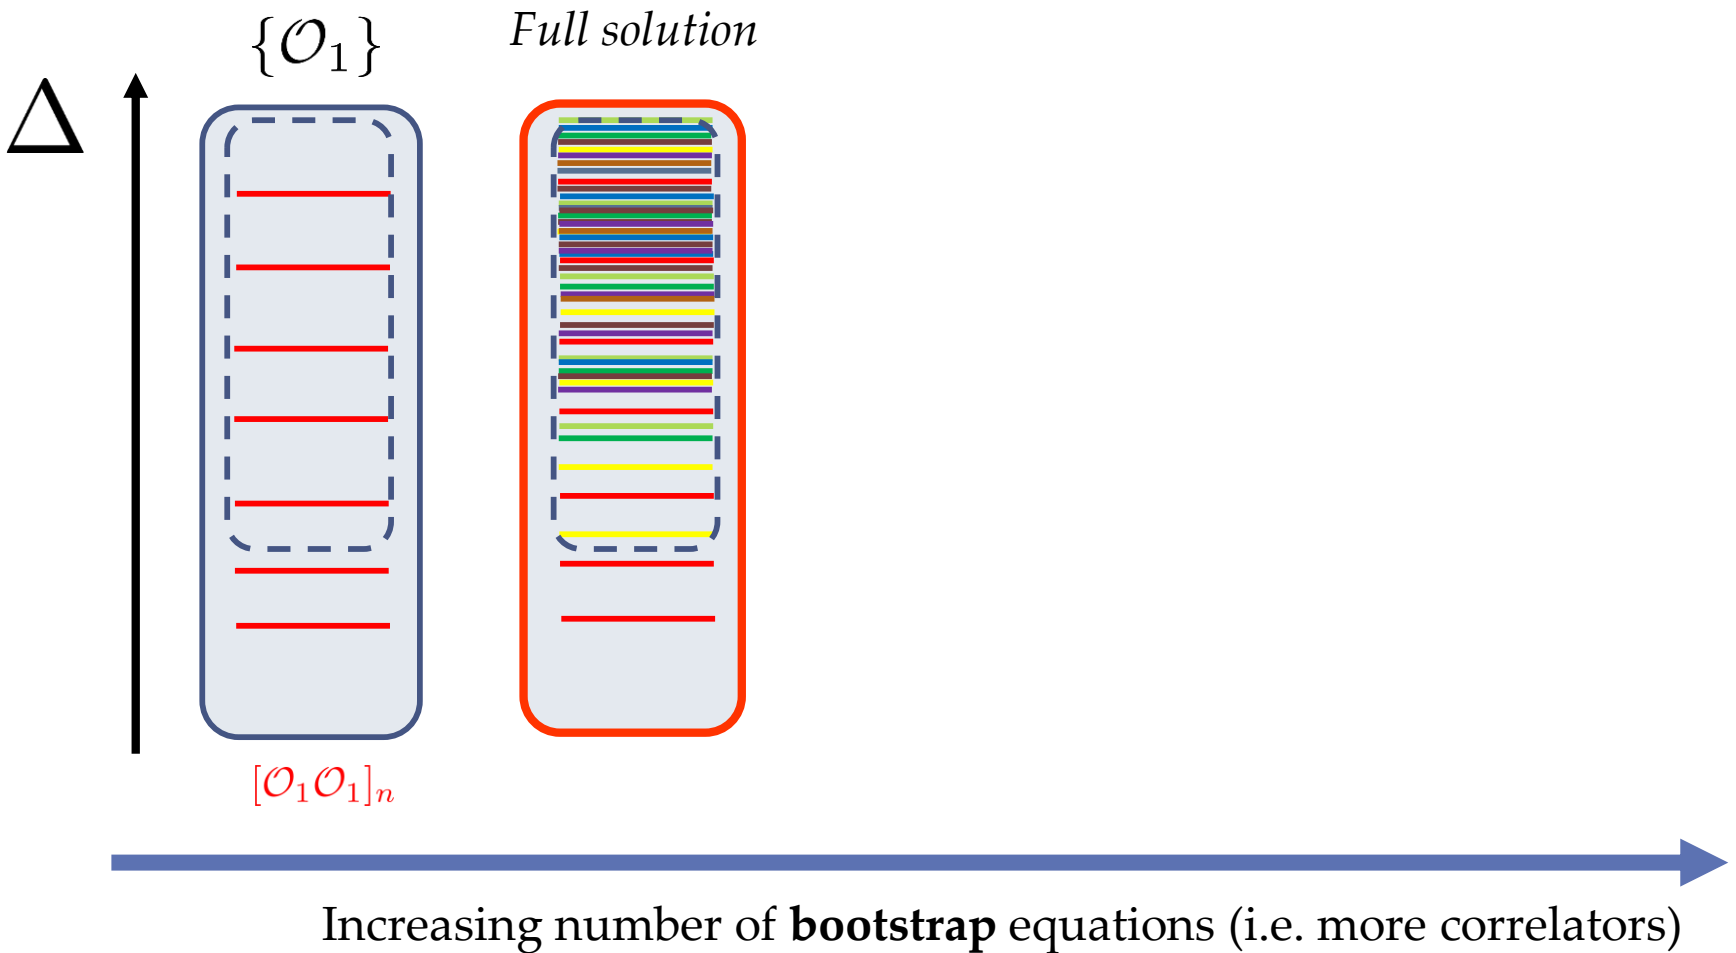 {𝒪₁}
Full solution
Δ
[𝒪₁𝒪₁]ₙ
Increasing number of bootstrap equations (i.e. more correlators)